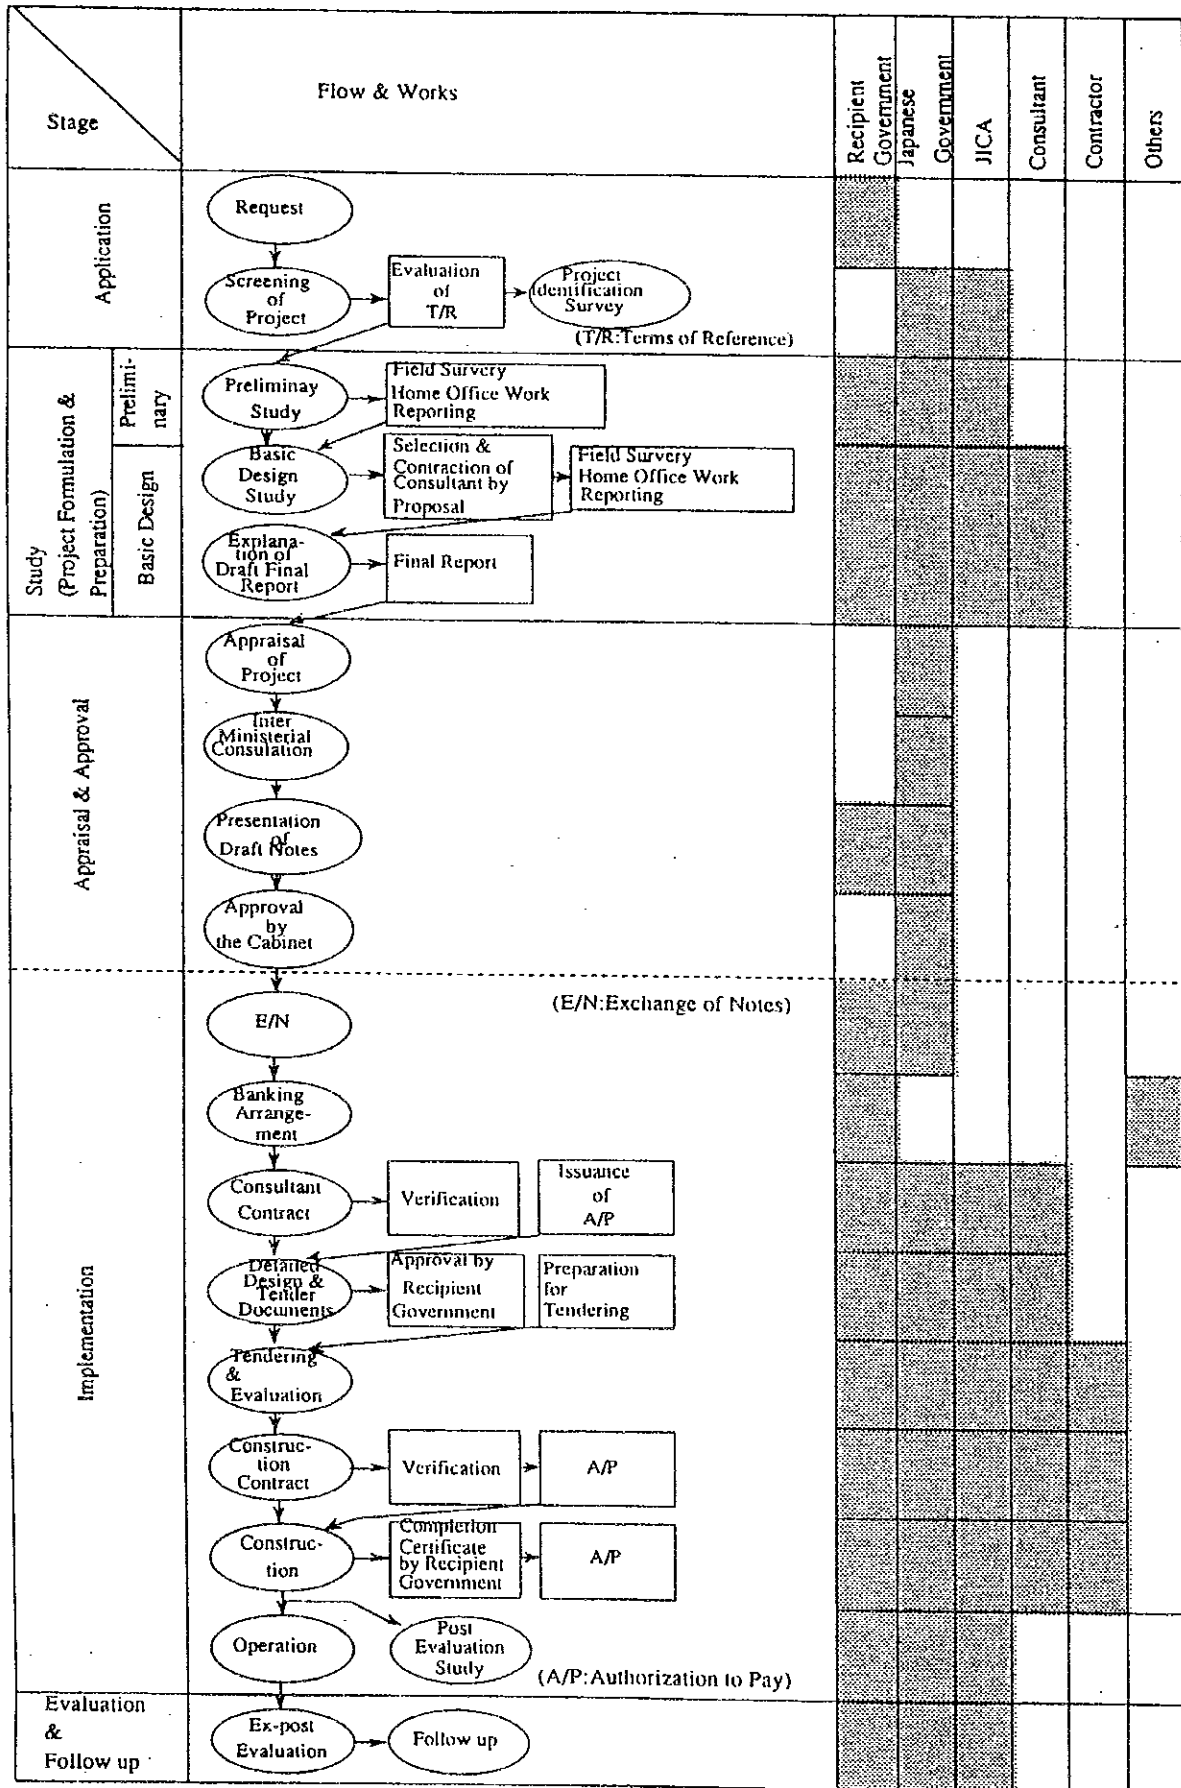 Stage
Flow & Works
Recipient
Government
Japanese
Government
JICA
Consultant
Contractor
Others
Application
Request
Screening
of
Project
Evaluation
of
T/R
Project
Identification
Survey
(T/R:Terms of Reference)
Study
(Project Formulation &
Preparation)
Prelimi-
nary
Preliminay
Study
Field Survery
Home Office Work
Reporting
Basic Design
Basic
Design
Study
Selection &
Contraction of
Consultant by
Proposal
Field Survery
Home Office Work
Reporting
Explana-
tion of
Draft Final
Report
Final Report
Appraisal & Approval
Appraisal
of
Project
Inter
Ministerial
Consulation
Presentation
of
Draft Notes
Approval
by
the Cabinet
Implementation
E/N
(E/N:Exchange of Notes)
Banking
Arrange-
ment
Consultant
Contract
Verification
Issuance
of
A/P
Detailed
Design &
Tender
Documents
Approval by
Recipient
Government
Preparation
for
Tendering
Tendering
&
Evaluation
Construc-
tion
Contract
Verification
A/P
Construc-
tion
Completion
Certificate
by Recipient
Government
A/P
Operation
Post
Evaluation
Study
(A/P:Authorization to Pay)
Evaluation
&
Follow up
Ex-post
Evaluation
Follow up